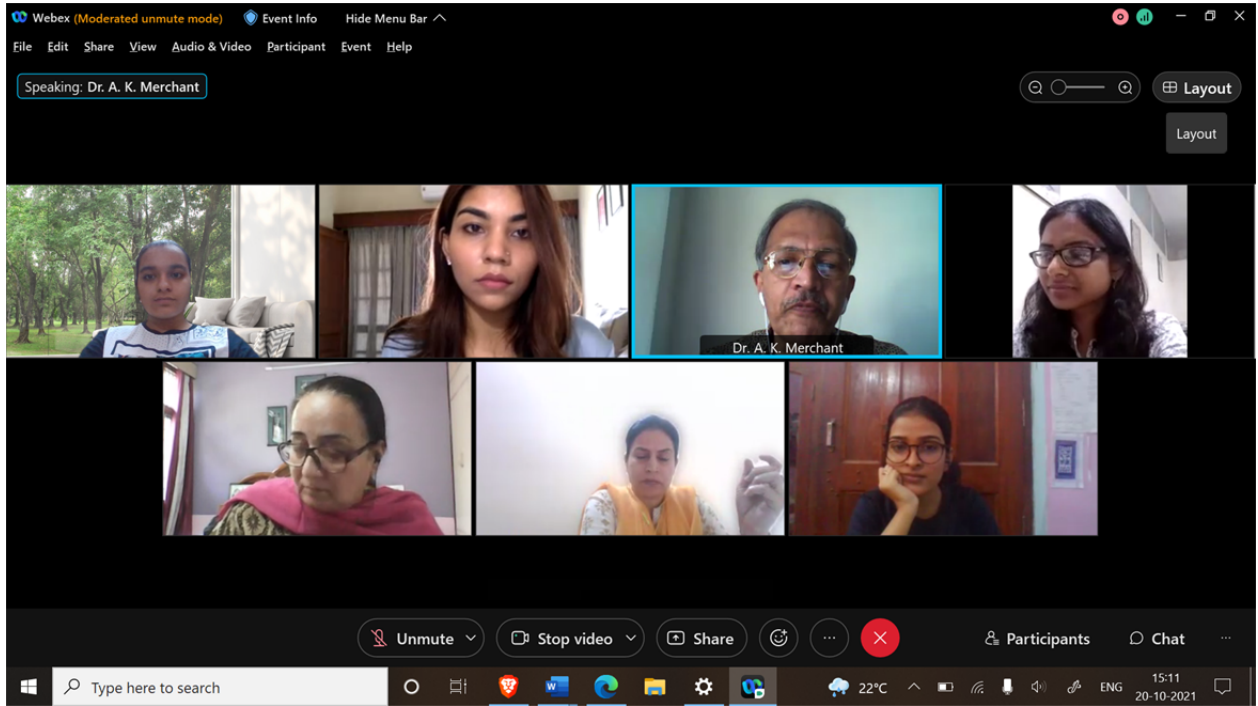 Webex (Moderated unmute mode) Event Info Hide Menu Bar
File Edit Share View Audio & Video Participant Event Help
Speaking: Dr. A. K. Merchant
Layout
Layout
Dr. A. K. Merchant
Unmute Stop video Share Participants Chat
Type here to search
W
22°C
ENG
15:11
20-10-2021